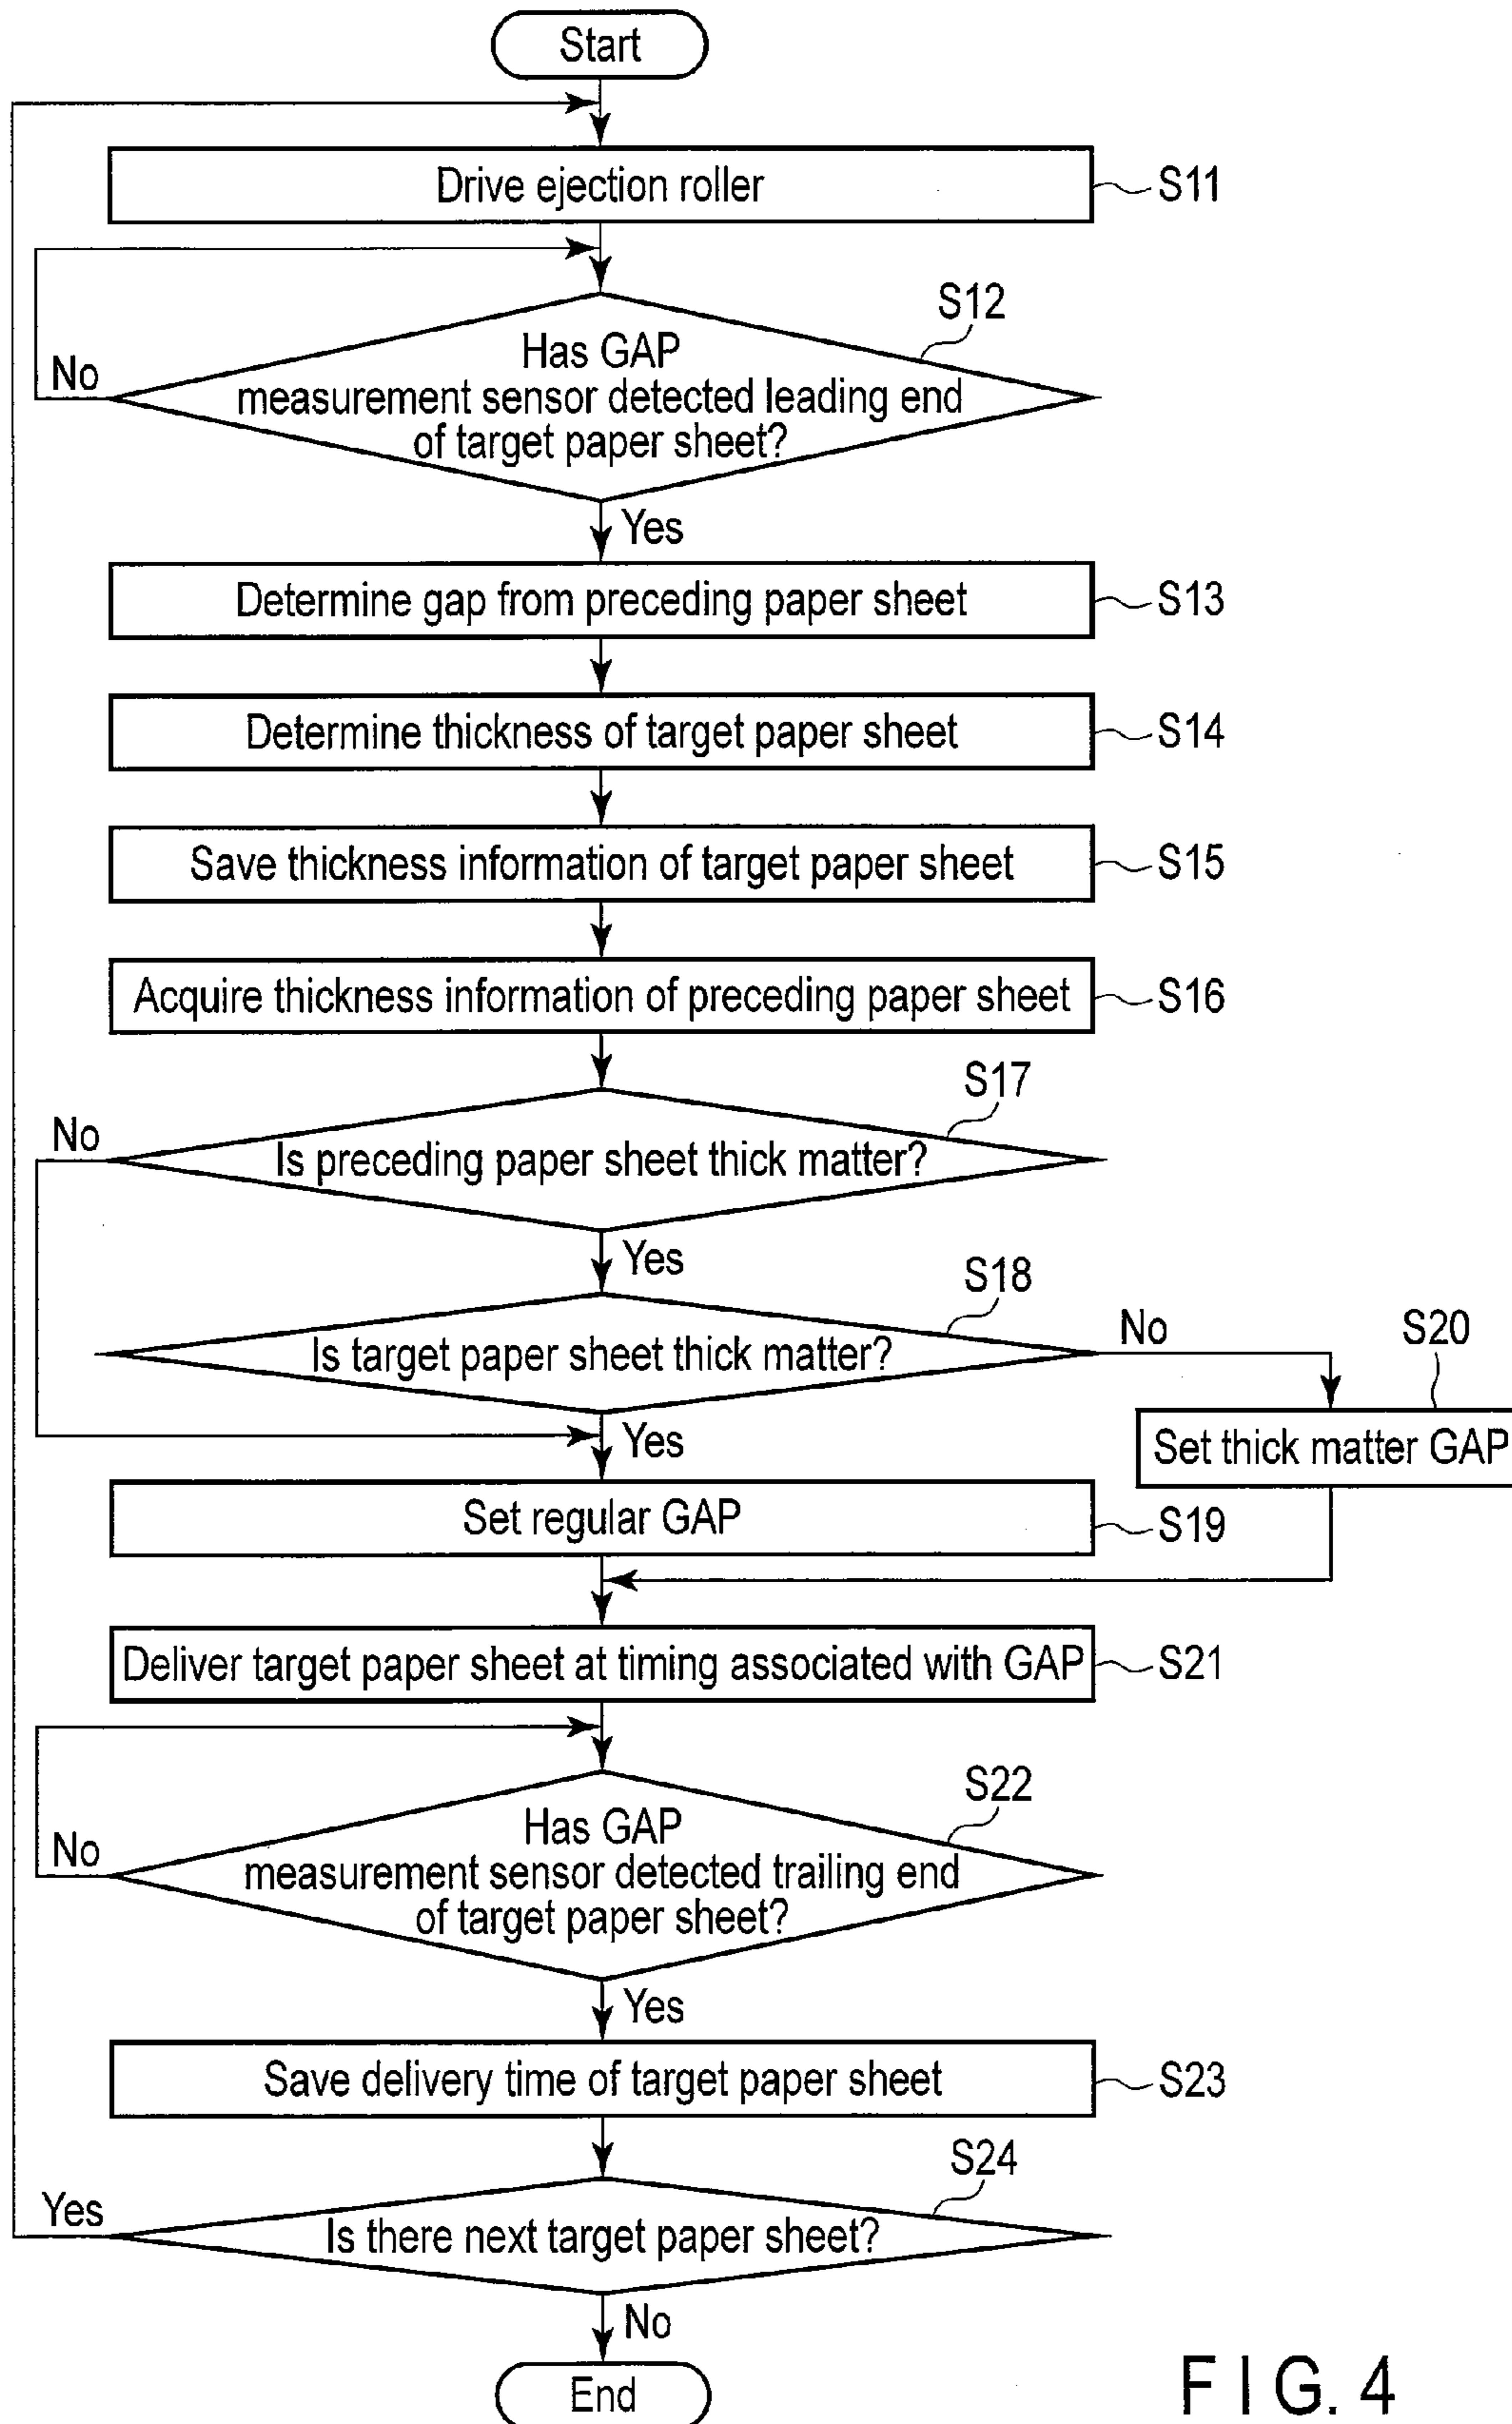 Start
Drive ejection roller
S11
S12
Has GAP
measurement sensor detected leading end
of target paper sheet?
No
Yes
Determine gap from preceding paper sheet
S13
Determine thickness of target paper sheet
S14
Save thickness information of target paper sheet
S15
Acquire thickness information of preceding paper sheet
S16
S17
No
Is preceding paper sheet thick matter?
Yes
S18
Is target paper sheet thick matter?
No
S20
Set thick matter GAP
Yes
Set regular GAP
S19
Deliver target paper sheet at timing associated with GAP
S21
S22
Has GAP
measurement sensor detected trailing end
of target paper sheet?
No
Yes
Save delivery time of target paper sheet
S23
S24
Yes
Is there next target paper sheet?
No
End
FIG. 4